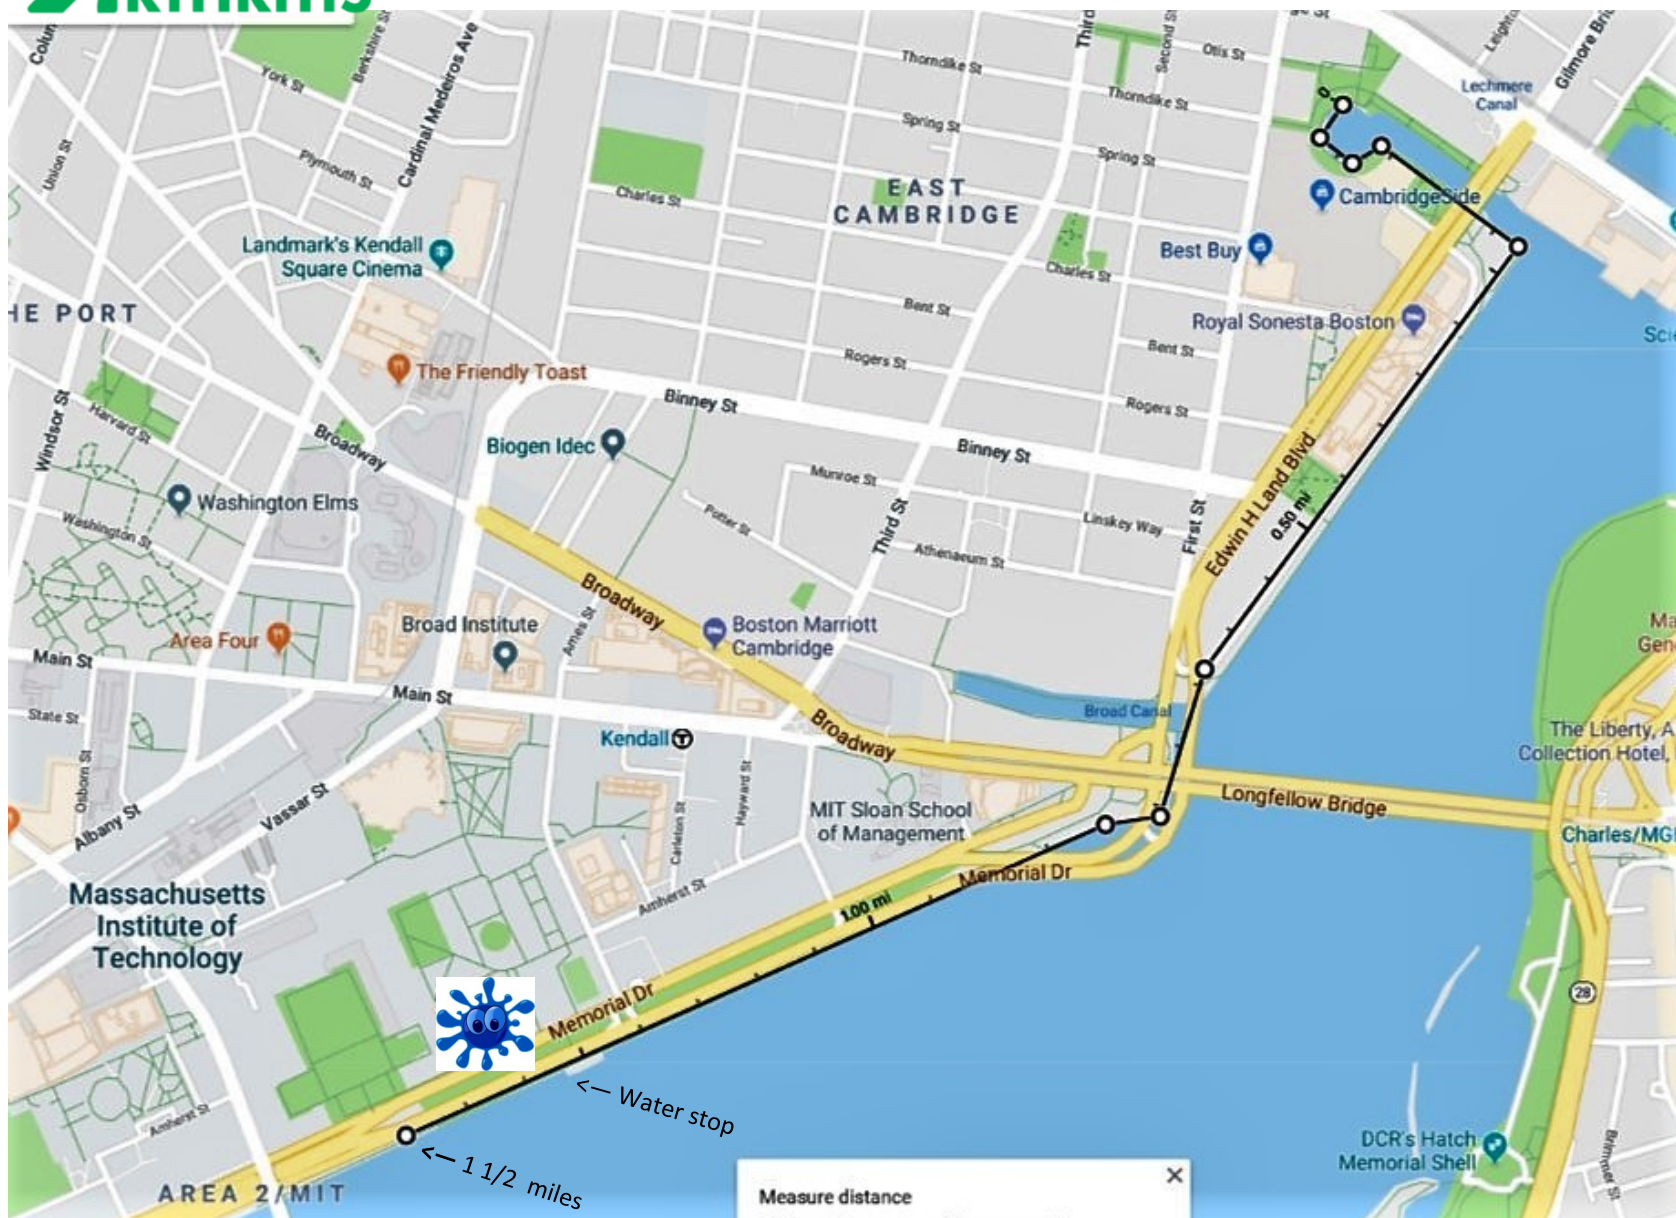 York St
Berkshire St
Cardinal Medeiros Ave
Third
Second St
Otis St
Gilmore
Lechmere
Canal
Thorndike St
Thorndike St
0
Union St
Plymouth St
Spring St
Spring St
Charles St
EAST
CAMBRIDGE
CambridgeSide
Landmark's Kendall
Square Cinema
Best Buy
Charles St
HE PORT
Bent St
Royal Sonesta Boston
Bent St
The Friendly Toast
Rogers St
Rogers St
Windsor St
Harvard St
Broadway
Binney St
Biogen Idec
Binney St
Munroe St
Edwin H Land Blvd
Washington Elms
Potter St
Third St
Linskey Way
First St
0.50 mi
Washington St
Athenaeum St
Broadway
Area Four
Broad Institute
Ames St
Boston Marriott
Cambridge
Main St
Main St
State St
Broad Canal
Kendall
Broadway
The Liberty, A
Collection Hotel,
Osborn St
Albany St
Vassar St
Carleton St
Hayward St
MIT Sloan School
of Management
Longfellow Bridge
Charles/MG
Memorial Dr
Massachusetts
Institute of
Technology
Amherst St
1.00 mi
Memorial Dr
28
<— Water stop
Amherst St
<— 1 1/2 miles
DCR's Hatch
Memorial Shell
Brimmer St
AREA 2/MIT
Measure distance